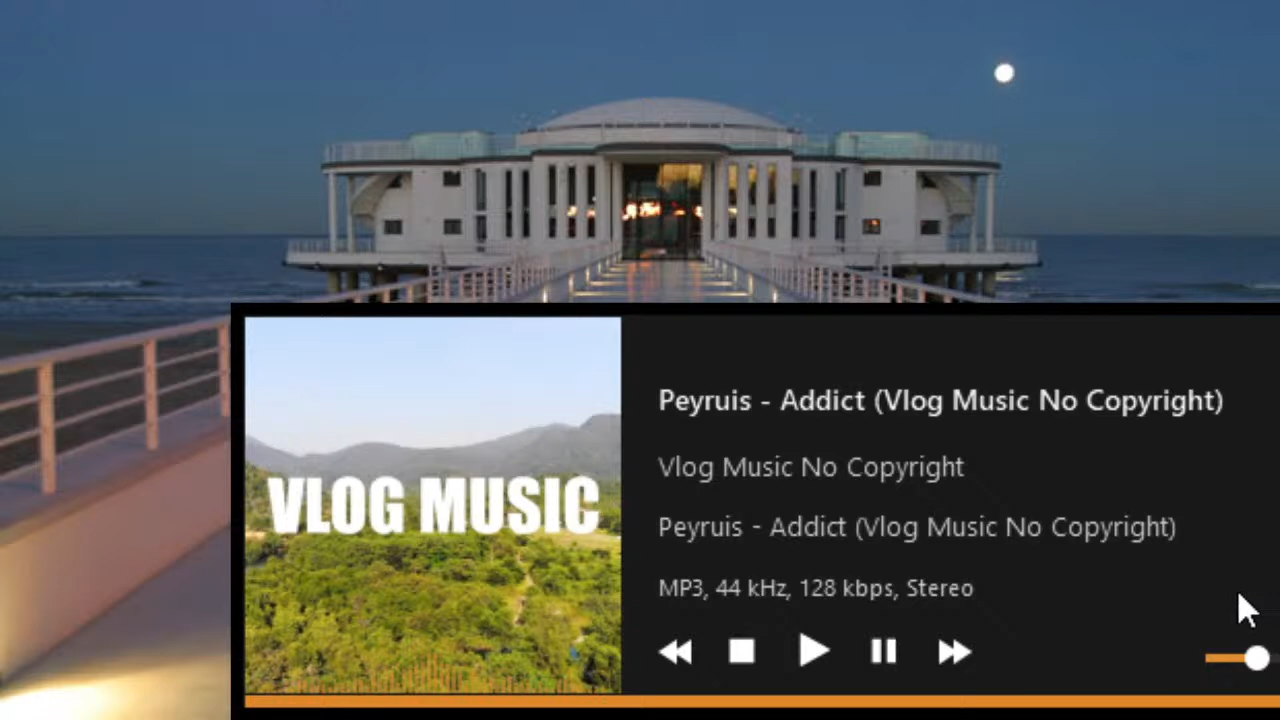 VLOG MUSIC
Peyruis - Addict (Vlog Music No Copyright)
Vlog Music No Copyright
Peyruis - Addict (Vlog Music No Copyright)
MP3, 44 kHz, 128 kbps, Stereo